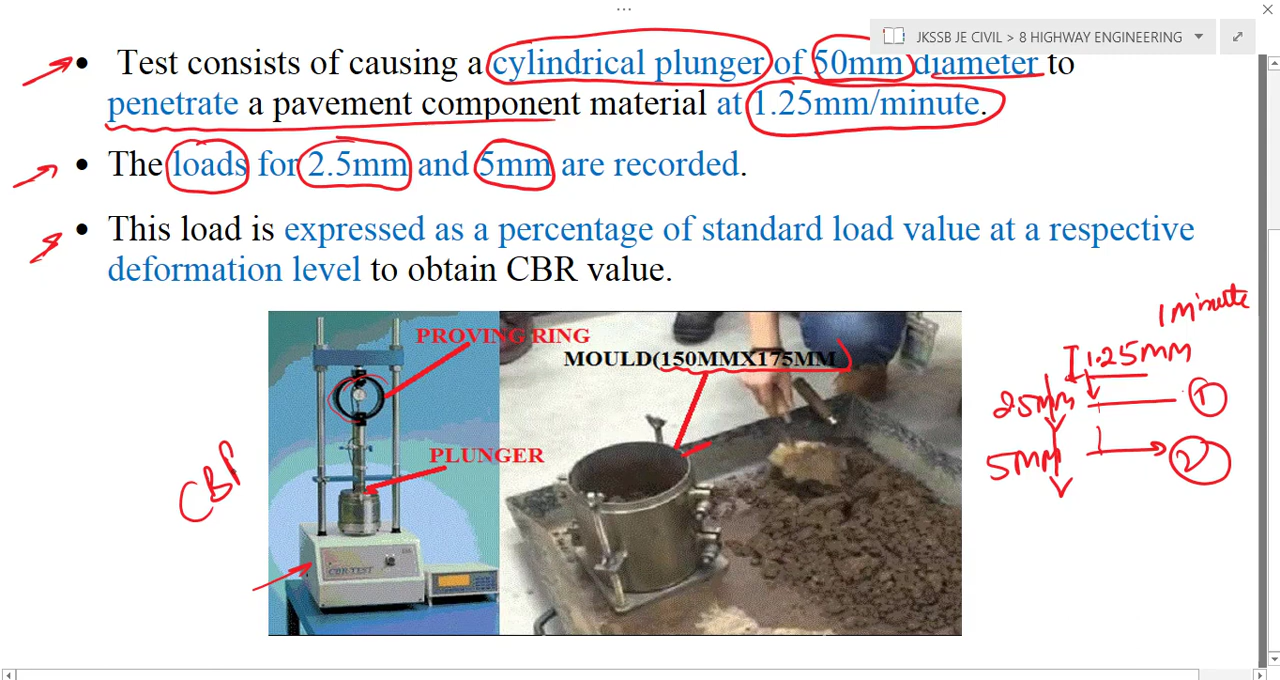 JKSSB JE CIVIL > 8 HIGHWAY ENGINEERING
• Test consists of causing a cylindrical plunger of 50mm diameter to
penetrate a pavement component material at 1.25mm/minute.
• The loads for 2.5mm and 5mm are recorded.
• This load is expressed as a percentage of standard load value at a respective
deformation level to obtain CBR value.
PROVING RING
MOULD(150MMX175MM
PLUNGER
CBR-TEST
CBR
1 Minutte
1.25MM
25MM
1
5MM
2